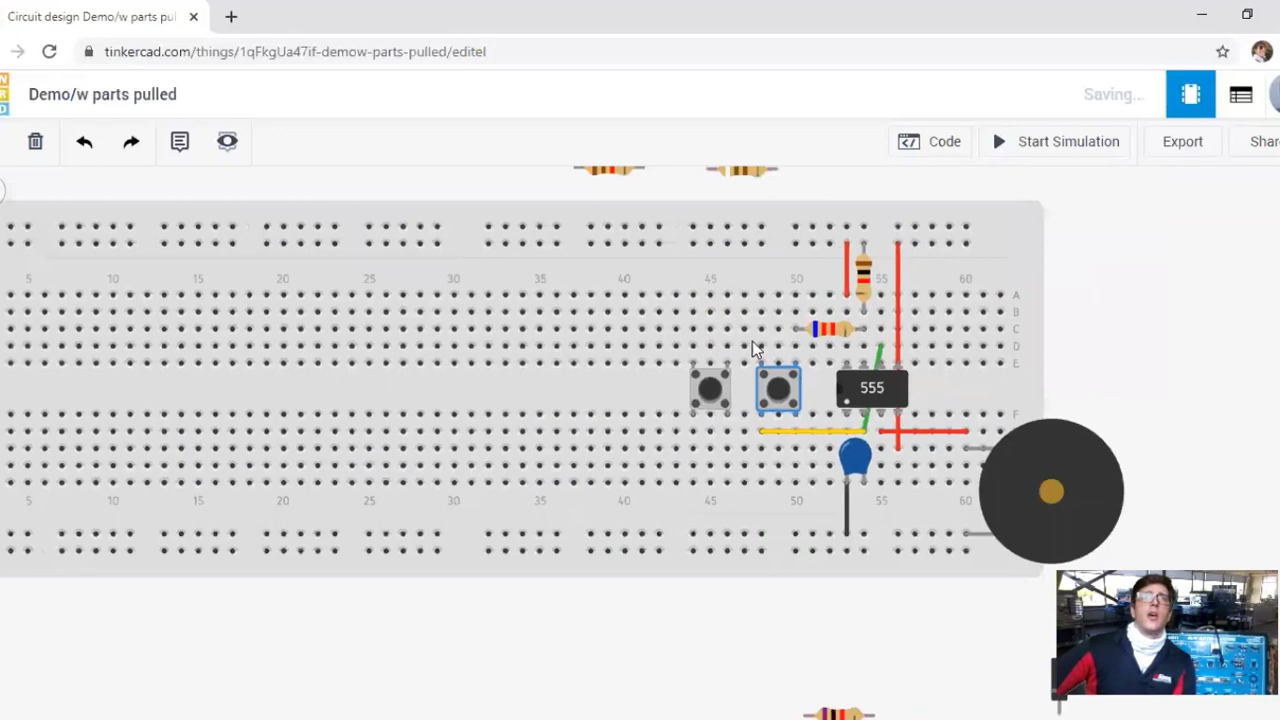 Circuit design Demo/w parts pul
tinkercad.com/things/1qFkgUa47if-demow-parts-pulled/editel
N
R
D
Demo/w parts pulled
Saving...
Code
Start Simulation
Export
Shar
5 10 15 20 25 30 35 40 45 50 55 60
A
B
C
D
E
555
F
5 10 15 20 25 30 35 40 45 50 55 60